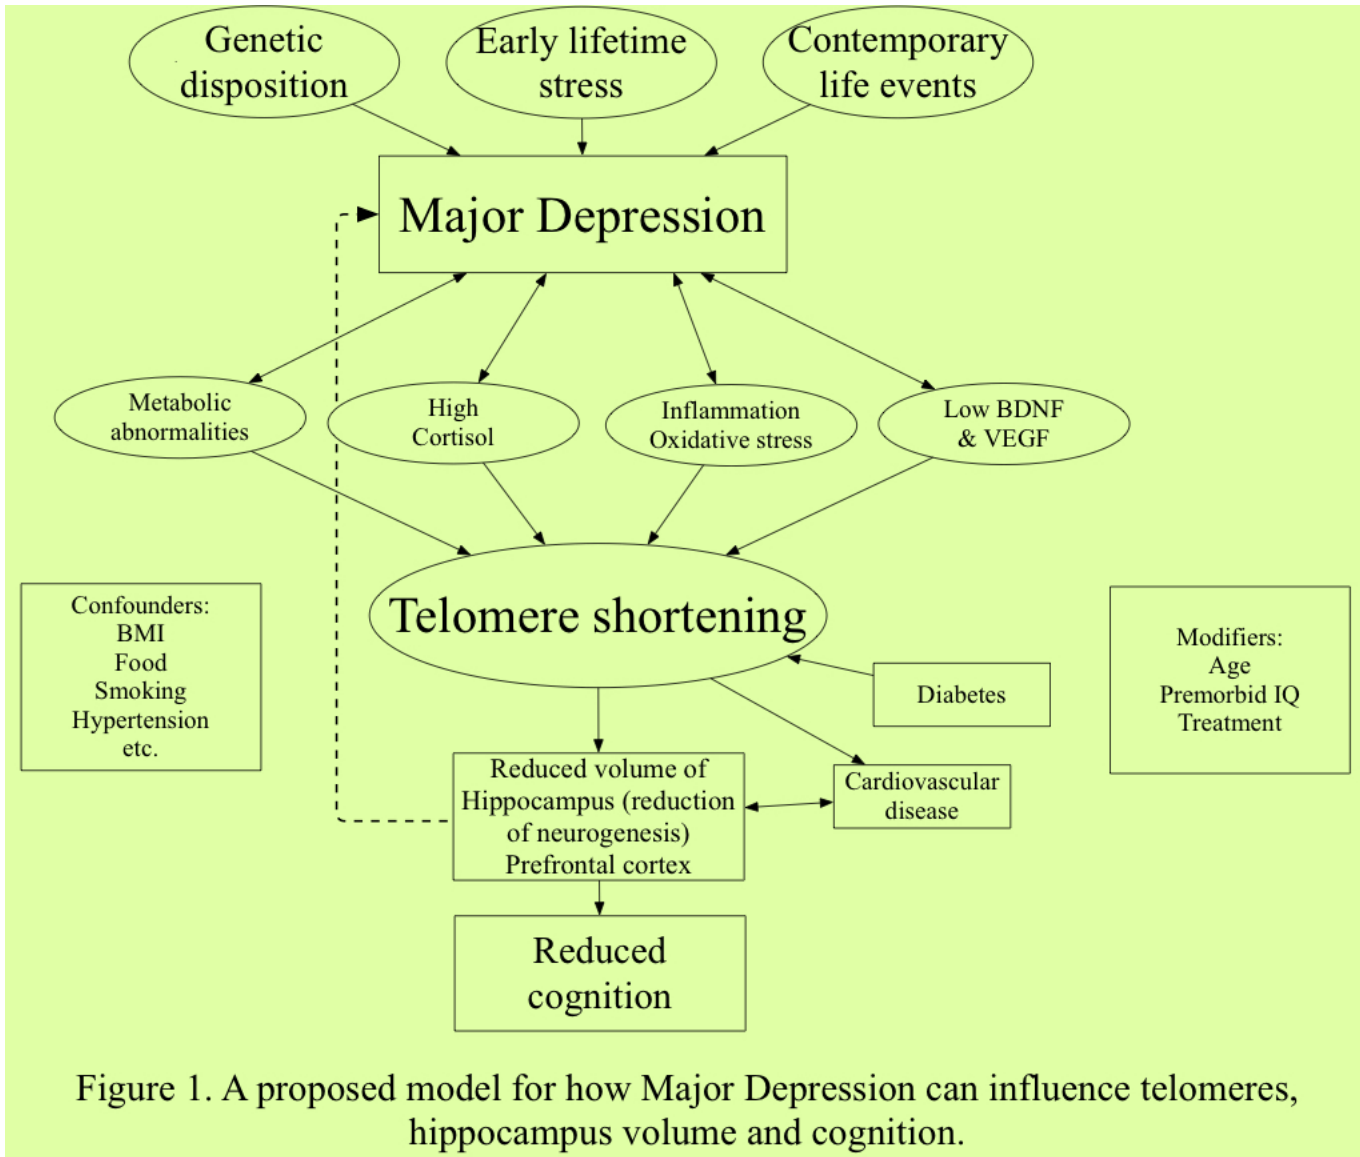 Genetic
disposition
Early lifetime
stress
Contemporary
life events
Major Depression
Metabolic
abnormalities
High
Cortisol
Inflammation
Oxidative stress
Low BDNF
& VEGF
Telomere shortening
Confounders:
BMI
Food
Smoking
Hypertension
etc.
Modifiers:
Age
Premorbid IQ
Treatment
Diabetes
Reduced volume of
Hippocampus (reduction
of neurogenesis)
Prefrontal cortex
Cardiovascular
disease
Reduced
cognition
Figure 1. A proposed model for how Major Depression can influence telomeres,
hippocampus volume and cognition.